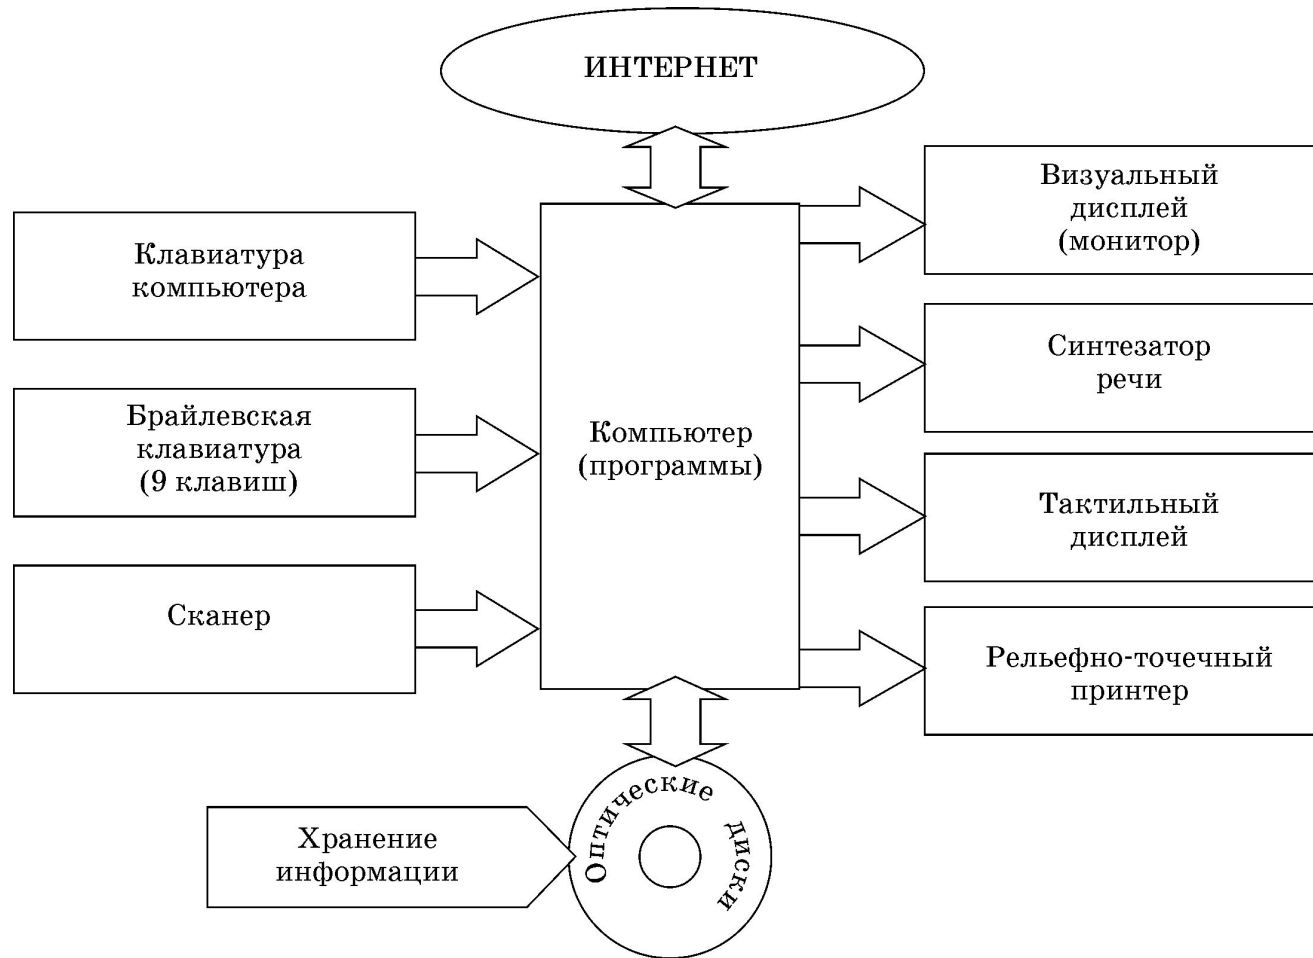 ИНТЕРНЕТ
Клавиатура
компьютера
Брайлевская
клавиатура
(9 клавиш)
Сканер
Компьютер
(программы)
Визуальный
дисплей
(монитор)
Синтезатор
речи
Тактильный
дисплей
Рельефно-точечный
принтер
Хранение
информации
Оптические диски